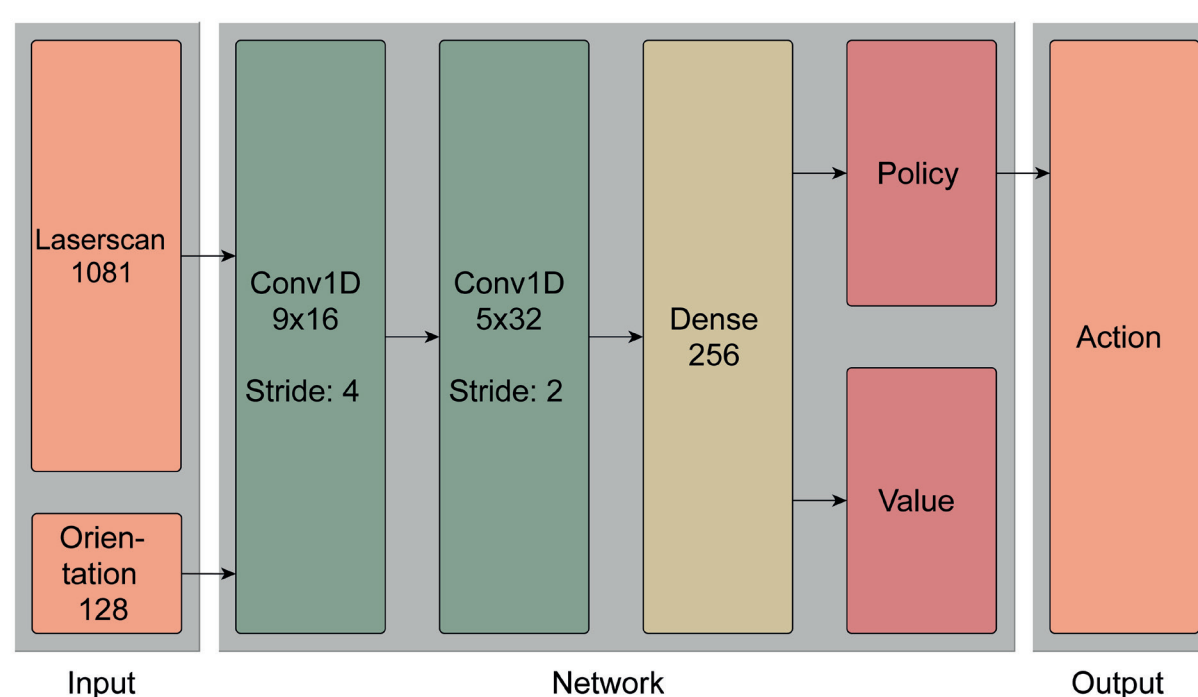 Laserscan
1081
Orien-
tation
128
Input
Conv1D
9x16
Stride: 4
Conv1D
5x32
Stride: 2
Dense
256
Policy
Value
Network
Action
Output